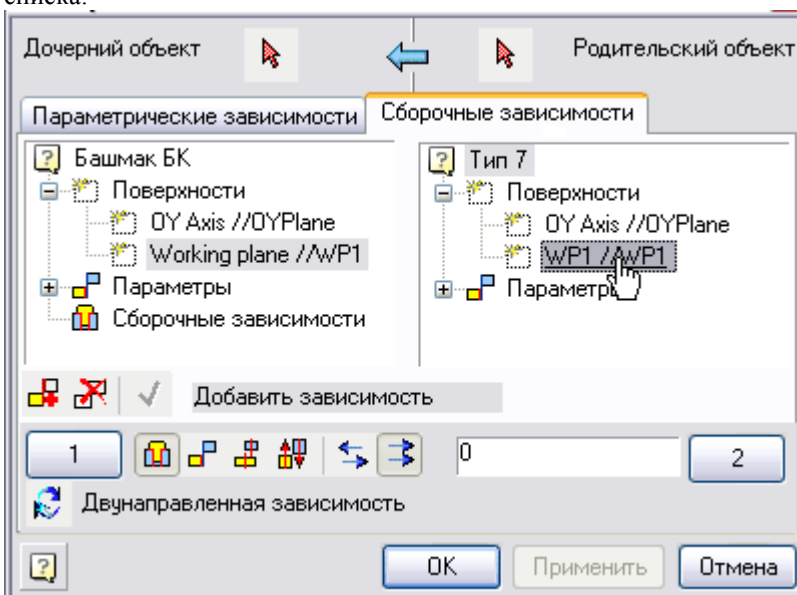 списка.
Дочерний объект Родительский объект
Параметрические зависимости Сборочные зависимости
Башмак БК Тип 7
Поверхности Поверхности
OY Axis //OYPlane OY Axis //OYPlane
Working plane //WP1 WP1 //WP1
Параметры Параметры
Сборочные зависимости
Добавить зависимость
1 0 2
Двунаправленная зависимость
OK Применить Отмена